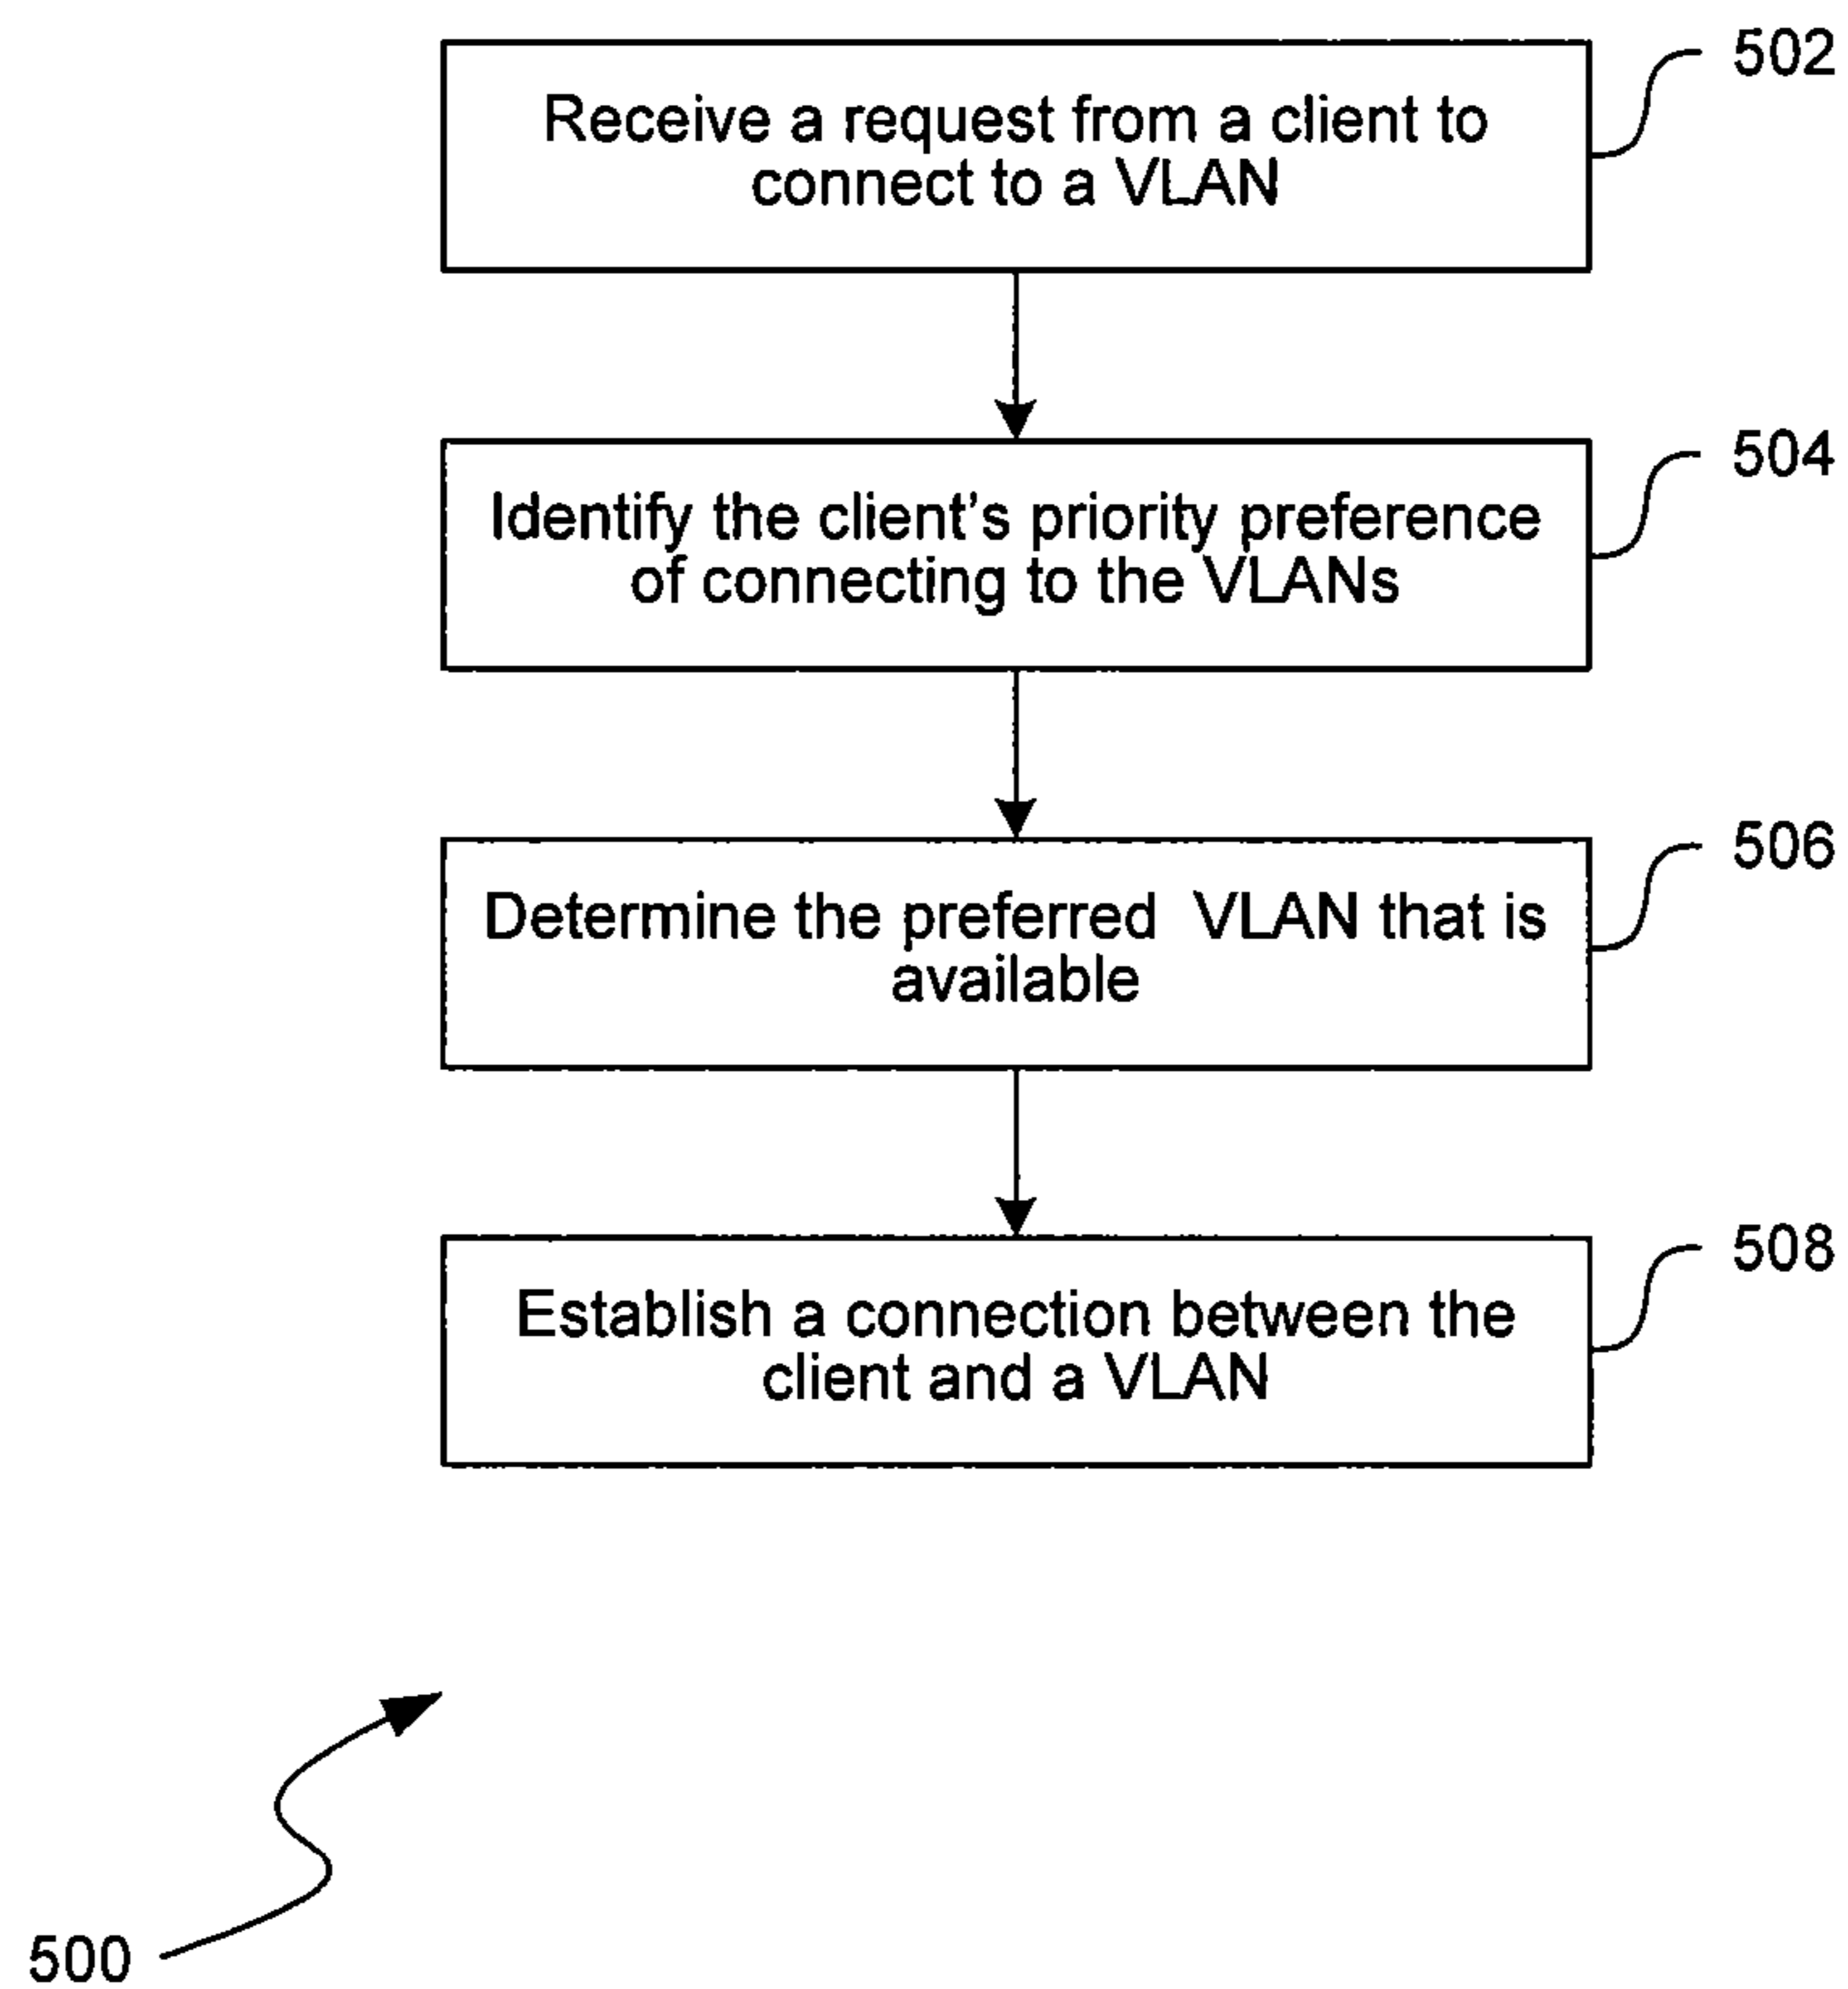 502
Receive a request from a client to
connect to a VLAN
504
Identify the client's priority preference
of connecting to the VLANs
506
Determine the preferred VLAN that is
available
508
Establish a connection between the
client and a VLAN
500